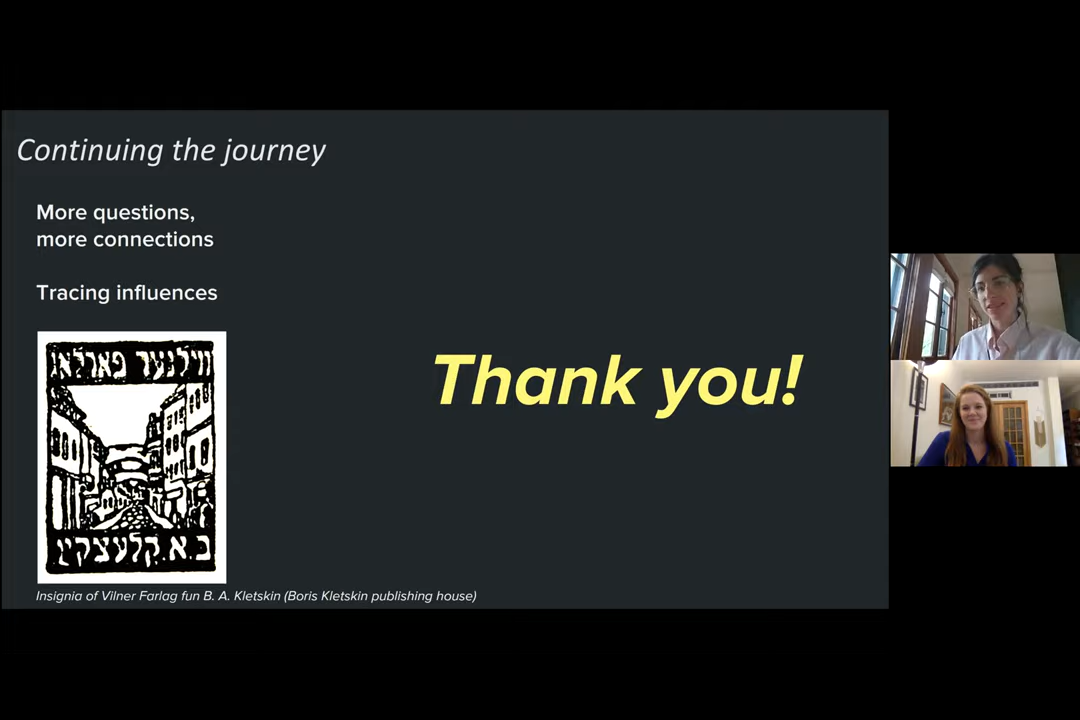 Continuing the journey
More questions,
more connections
Tracing influences
ווילנער פארלאג
ב.א.קלעצקין
Thank you!
Insignia of Vilner Farlag fun B. A. Kletskin (Boris Kletskin publishing house)